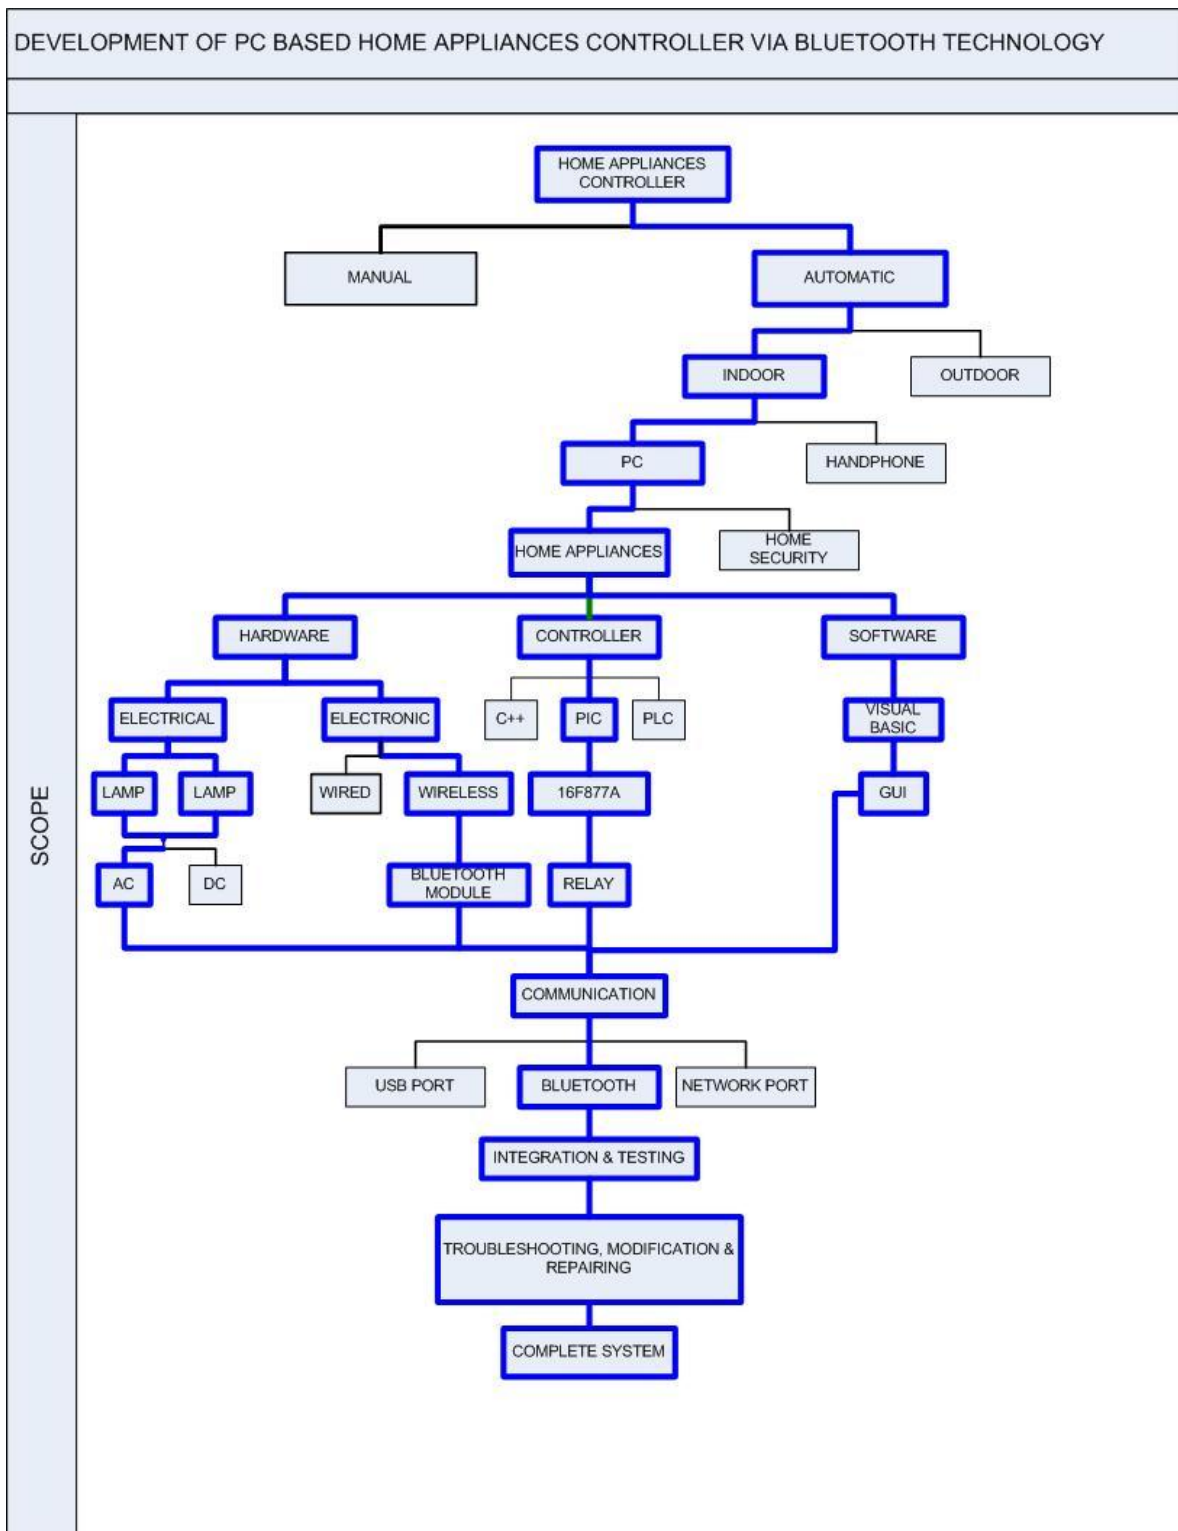 DEVELOPMENT OF PC BASED HOME APPLIANCES CONTROLLER VIA BLUETOOTH TECHNOLOGY
SCOPE
HOME APPLIANCES
CONTROLLER
MANUAL
AUTOMATIC
INDOOR
OUTDOOR
PC
HANDPHONE
HOME APPLIANCES
HOME
SECURITY
HARDWARE
CONTROLLER
SOFTWARE
ELECTRICAL
ELECTRONIC
C++
PIC
PLC
VISUAL
BASIC
LAMP
LAMP
WIRED
WIRELESS
16F877A
GUI
AC
DC
BLUETOOTH
MODULE
RELAY
COMMUNICATION
USB PORT
BLUETOOTH
NETWORK PORT
INTEGRATION & TESTING
TROUBLESHOOTING, MODIFICATION &
REPAIRING
COMPLETE SYSTEM